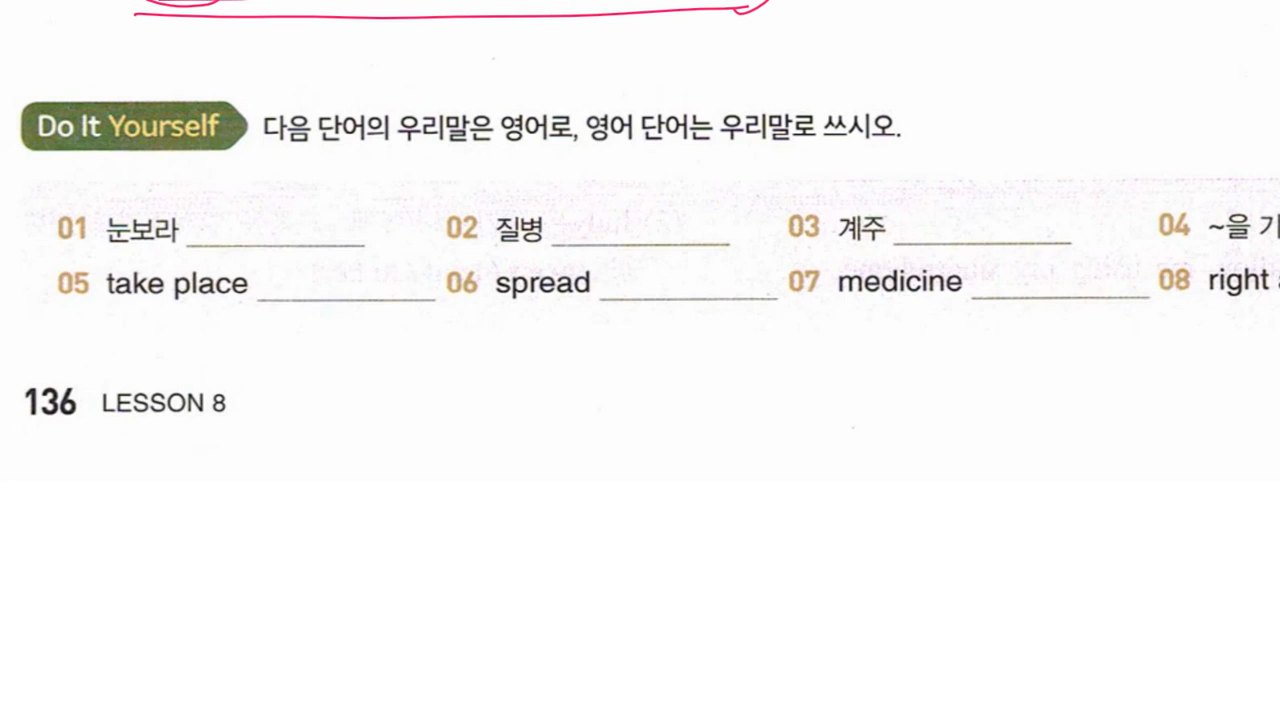 Do It Yourself 다음 단어의 우리말은 영어로, 영어 단어는 우리말로 쓰시오.
01 눈보라 02 질병 03 계주 04 ~을
05 take place 06 spread 07 medicine 08 right
136 LESSON 8